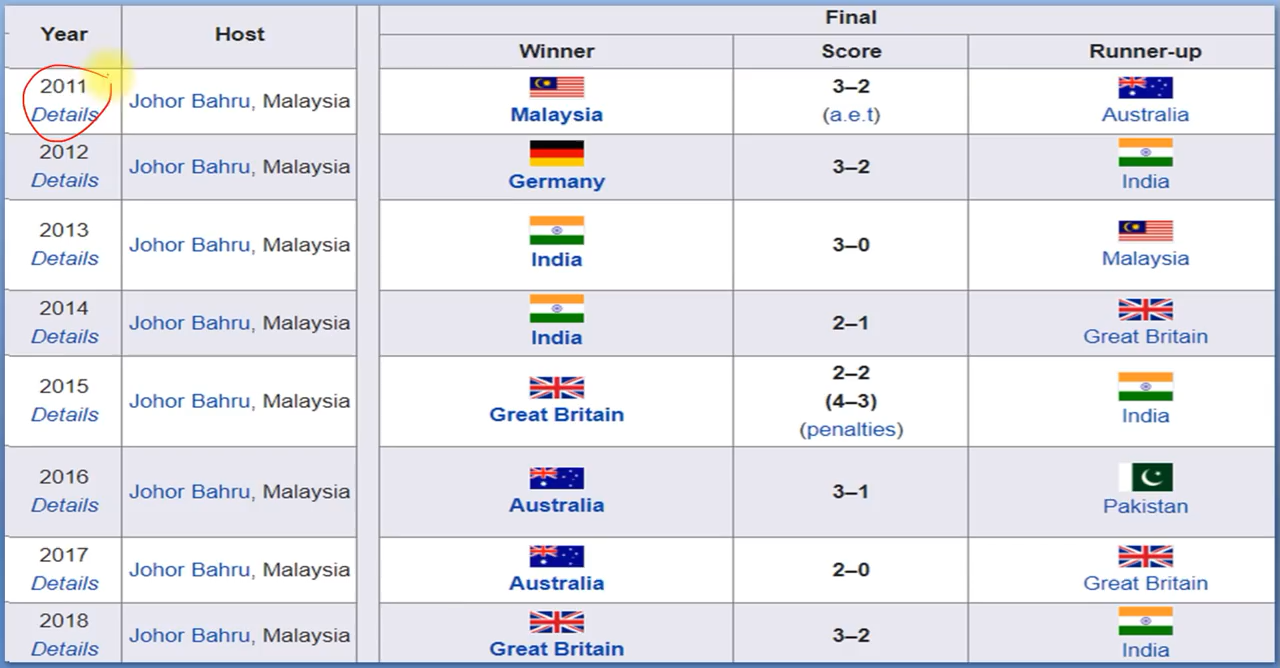 Year Host Final
Winner Score Runner-up
2011
Details
Johor Bahru, Malaysia
Malaysia
3–2
(a.e.t)
Australia
2012
Details
Johor Bahru, Malaysia
Germany
3–2
India
2013
Details
Johor Bahru, Malaysia
India
3–0
Malaysia
2014
Details
Johor Bahru, Malaysia
India
2–1
Great Britain
2015
Details
Johor Bahru, Malaysia
Great Britain
2–2
(4–3)
(penalties)
India
2016
Details
Johor Bahru, Malaysia
Australia
3–1
Pakistan
2017
Details
Johor Bahru, Malaysia
Australia
2–0
Great Britain
2018
Details
Johor Bahru, Malaysia
Great Britain
3–2
India